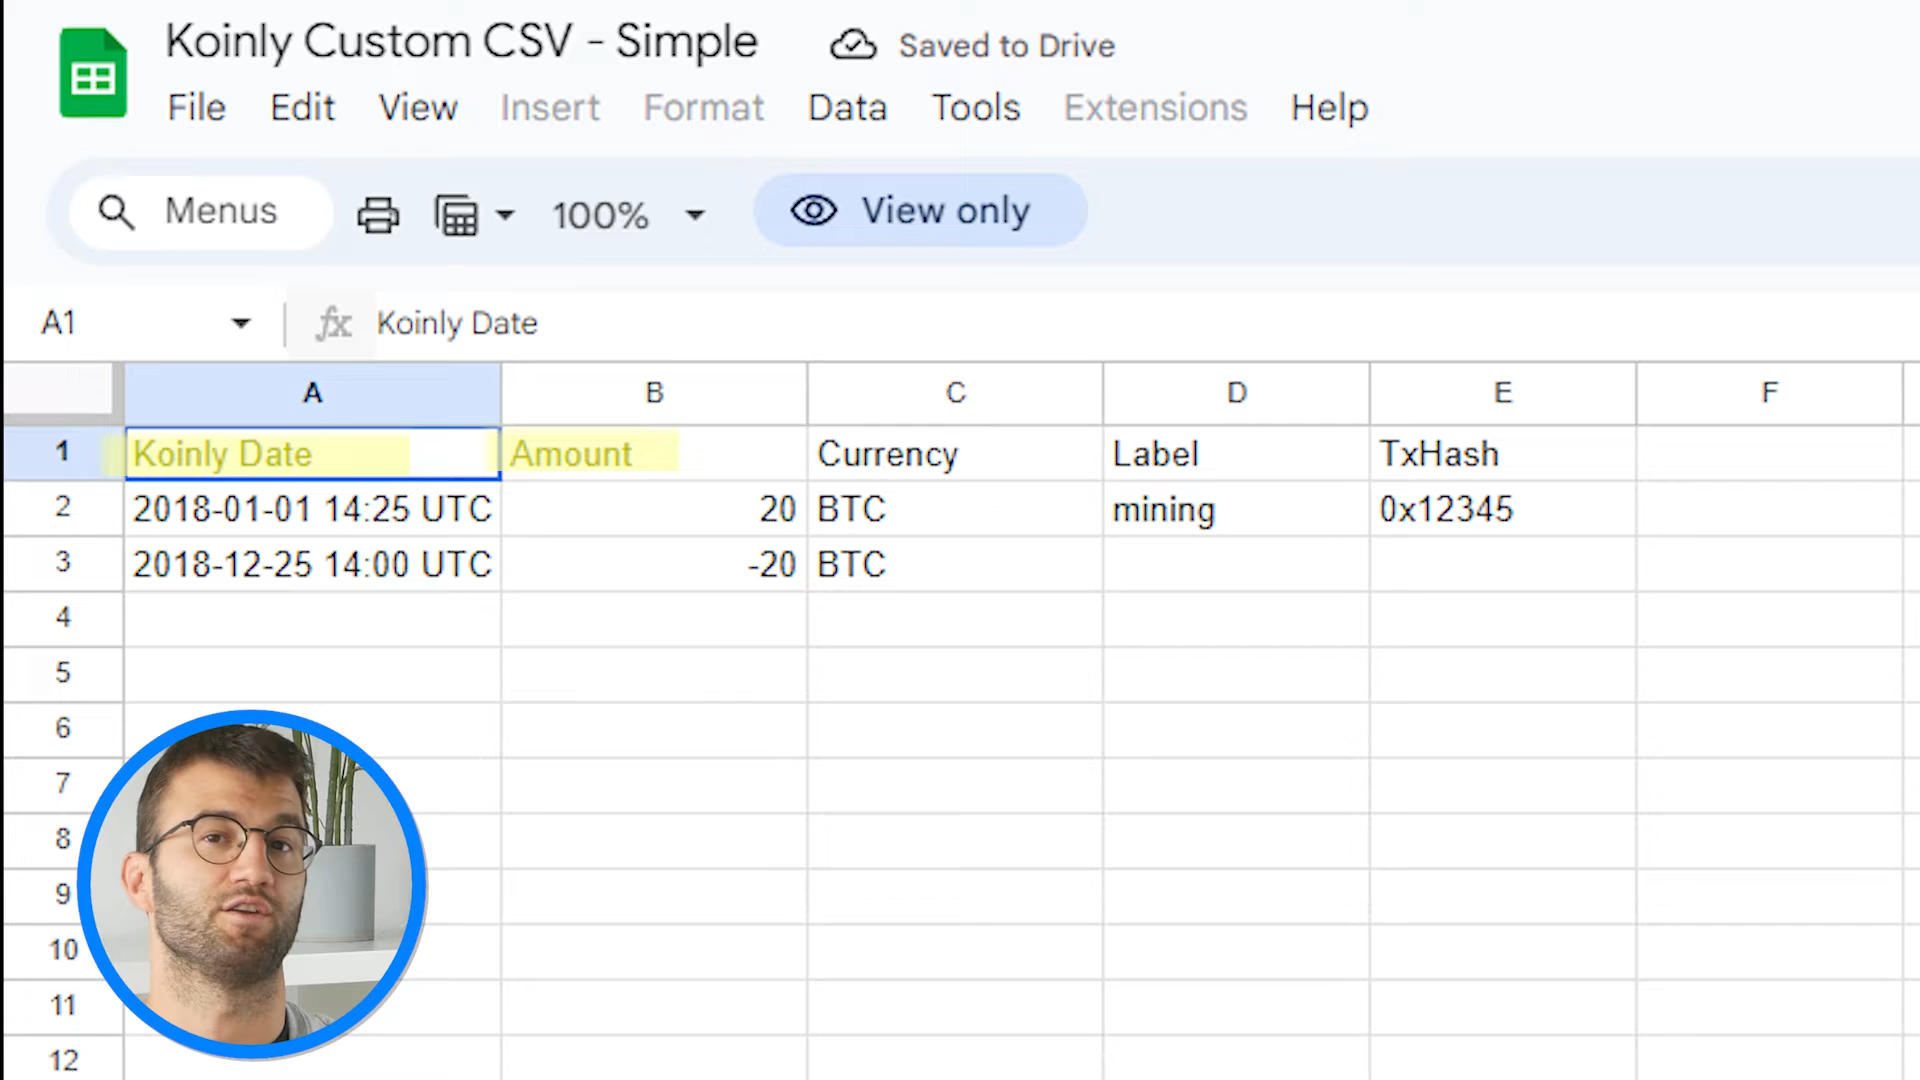 Koinly Custom CSV - Simple Saved to Drive
File Edit View Insert Format Data Tools Extensions Help
Menus 100% View only
A1 fx Koinly Date
A B C D E F
1 Koinly Date Amount Currency Label TxHash
2 2018-01-01 14:25 UTC 20 BTC mining 0x12345
3 2018-12-25 14:00 UTC -20 BTC
4
5
6
7
8
9
10
11
12